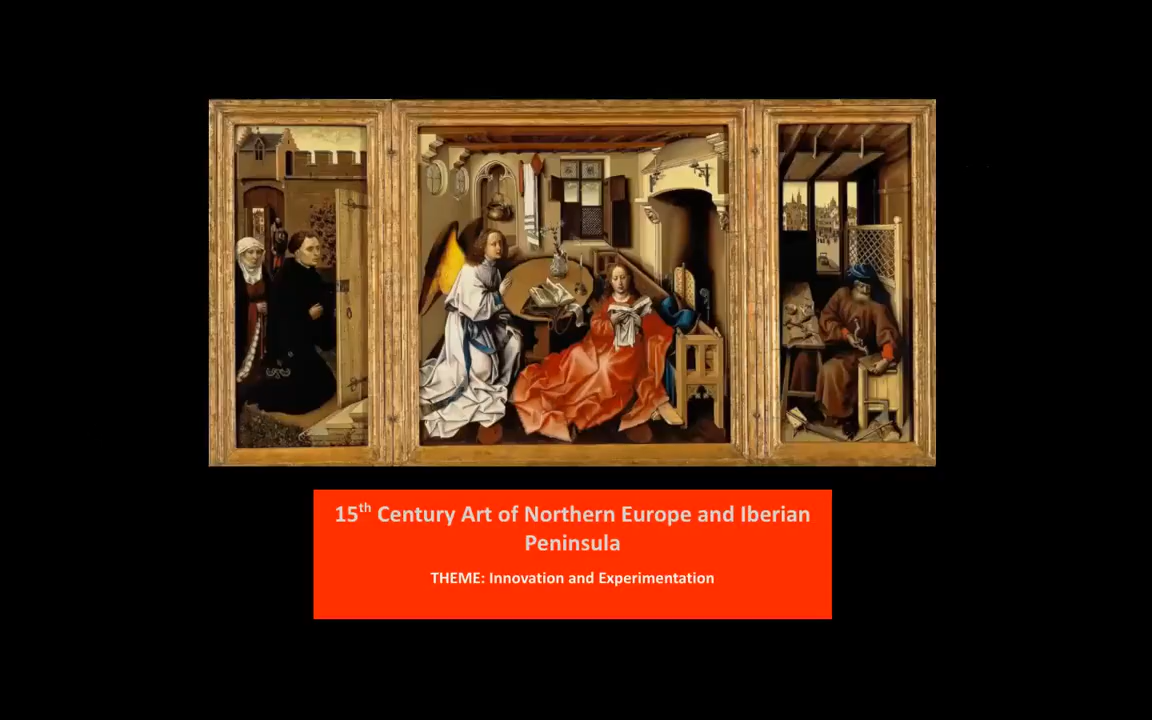 15th Century Art of Northern Europe and Iberian
Peninsula
THEME: Innovation and Experimentation